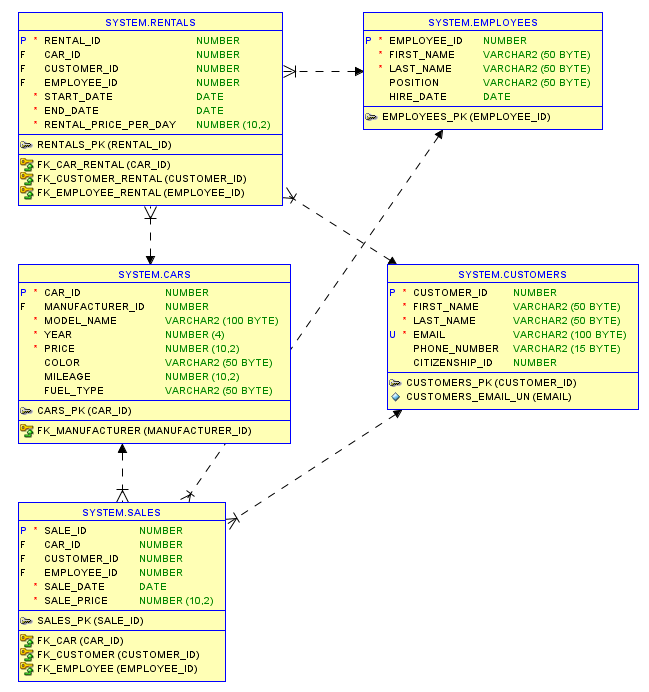 SYSTEM.RENTALS
P * RENTAL_ID NUMBER
F CAR_ID NUMBER
F CUSTOMER_ID NUMBER
F EMPLOYEE_ID NUMBER
* START_DATE DATE
* END_DATE DATE
* RENTAL_PRICE_PER_DAY NUMBER (10,2)
RENTALS_PK (RENTAL_ID)
FK_CAR_RENTAL (CAR_ID)
FK_CUSTOMER_RENTAL (CUSTOMER_ID)
FK_EMPLOYEE_RENTAL (EMPLOYEE_ID)
SYSTEM.EMPLOYEES
P * EMPLOYEE_ID NUMBER
* FIRST_NAME VARCHAR2 (50 BYTE)
* LAST_NAME VARCHAR2 (50 BYTE)
POSITION VARCHAR2 (50 BYTE)
HIRE_DATE DATE
EMPLOYEES_PK (EMPLOYEE_ID)
SYSTEM.CARS
P * CAR_ID NUMBER
F MANUFACTURER_ID NUMBER
* MODEL_NAME VARCHAR2 (100 BYTE)
* YEAR NUMBER (4)
* PRICE NUMBER (10,2)
COLOR VARCHAR2 (50 BYTE)
MILEAGE NUMBER (10,2)
FUEL_TYPE VARCHAR2 (50 BYTE)
CARS_PK (CAR_ID)
FK_MANUFACTURER (MANUFACTURER_ID)
SYSTEM.CUSTOMERS
P * CUSTOMER_ID NUMBER
* FIRST_NAME VARCHAR2 (50 BYTE)
* LAST_NAME VARCHAR2 (50 BYTE)
U * EMAIL VARCHAR2 (100 BYTE)
PHONE_NUMBER VARCHAR2 (15 BYTE)
CITIZENSHIP_ID NUMBER
CUSTOMERS_PK (CUSTOMER_ID)
CUSTOMERS_EMAIL_UN (EMAIL)
SYSTEM.SALES
P * SALE_ID NUMBER
F CAR_ID NUMBER
F CUSTOMER_ID NUMBER
F EMPLOYEE_ID NUMBER
* SALE_DATE DATE
* SALE_PRICE NUMBER (10,2)
SALES_PK (SALE_ID)
FK_CAR (CAR_ID)
FK_CUSTOMER (CUSTOMER_ID)
FK_EMPLOYEE (EMPLOYEE_ID)